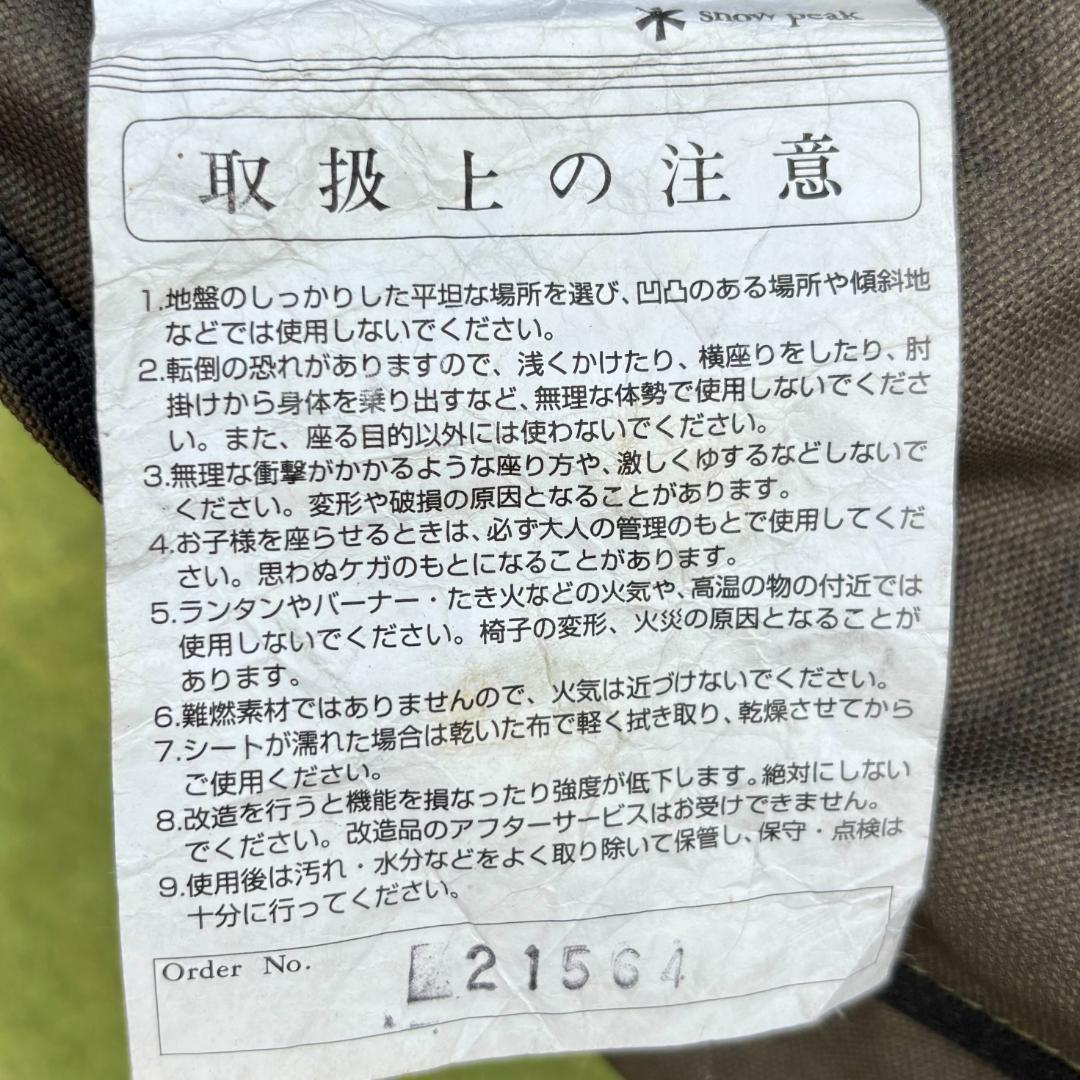 snow peak
取扱上の注意
1.地盤のしっかりした平坦な場所を選び、凹凸のある場所や傾斜地
などでは使用しないでください。
2.転倒の恐れがありますので、浅くかけたり、横座りをしたり、肘
掛けから身体を乗り出すなど、無理な体勢で使用しないでくださ
い。また、座る目的以外には使わないでください。
3.無理な衝撃がかかるような座り方や、激しくゆするなどしないで
ください。変形や破損の原因となることがあります。
4.お子様を座らせるときは、必ず大人の管理のもとで使用してくだ
さい。思わぬケガのもとになることがあります。
5.ランタンやバーナー・たき火などの火気や、高温の物の付近では
使用しないでください。椅子の変形、火災の原因となることが
あります。
6.難燃素材ではありませんので、火気は近づけないでください。
7.シートが濡れた場合は乾いた布で軽く拭き取り、乾燥させてから
ご使用ください。
8.改造を行うと機能を損なったり強度が低下します。絶対にしない
でください。改造品のアフターサービスはお受けできません。
9.使用後は汚れ・水分などをよく取り除いて保管し、保守・点検は
十分に行ってください。
Order No.
21564